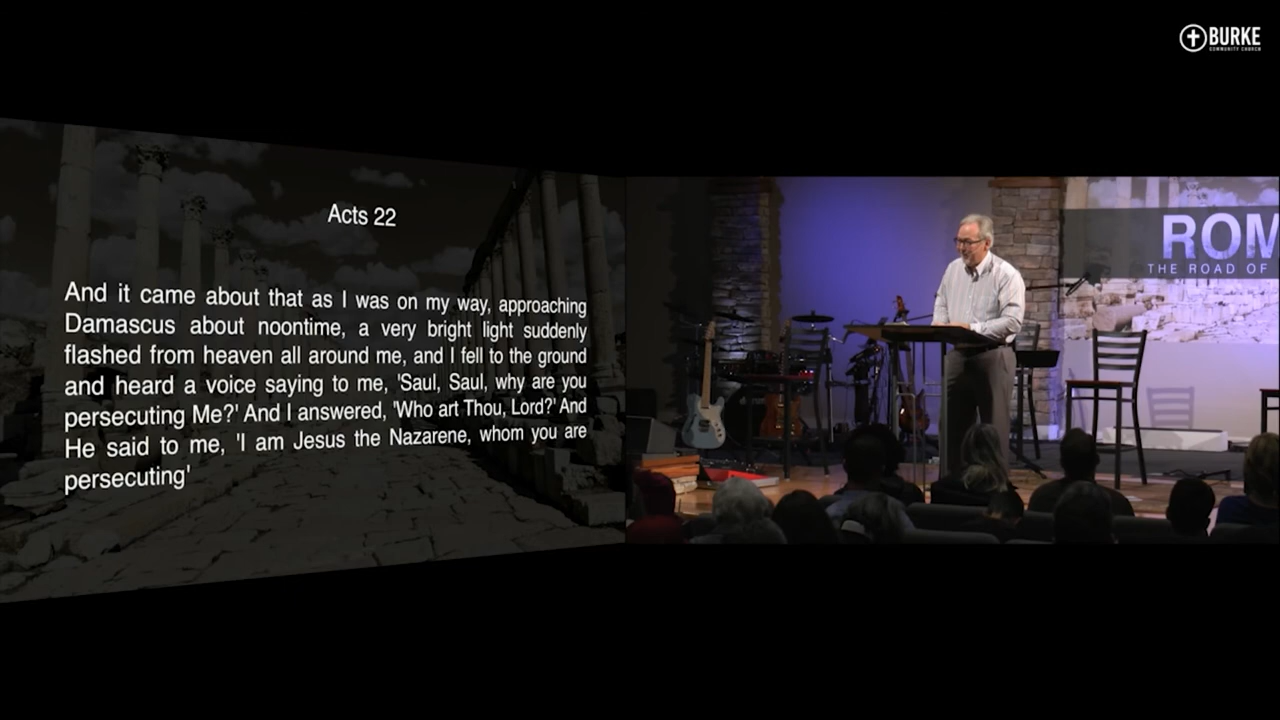 BURKE
COMMUNITY CHURCH
Acts 22
And it came about that as I was on my way, approaching
Damascus about noontime, a very bright light suddenly
flashed from heaven all around me, and I fell to the ground
and heard a voice saying to me, 'Saul, Saul, why are you
persecuting Me?' And I answered, 'Who art Thou, Lord?' And
He said to me, 'I am Jesus the Nazarene, whom you are
persecuting'
ROM
THE ROAD OF